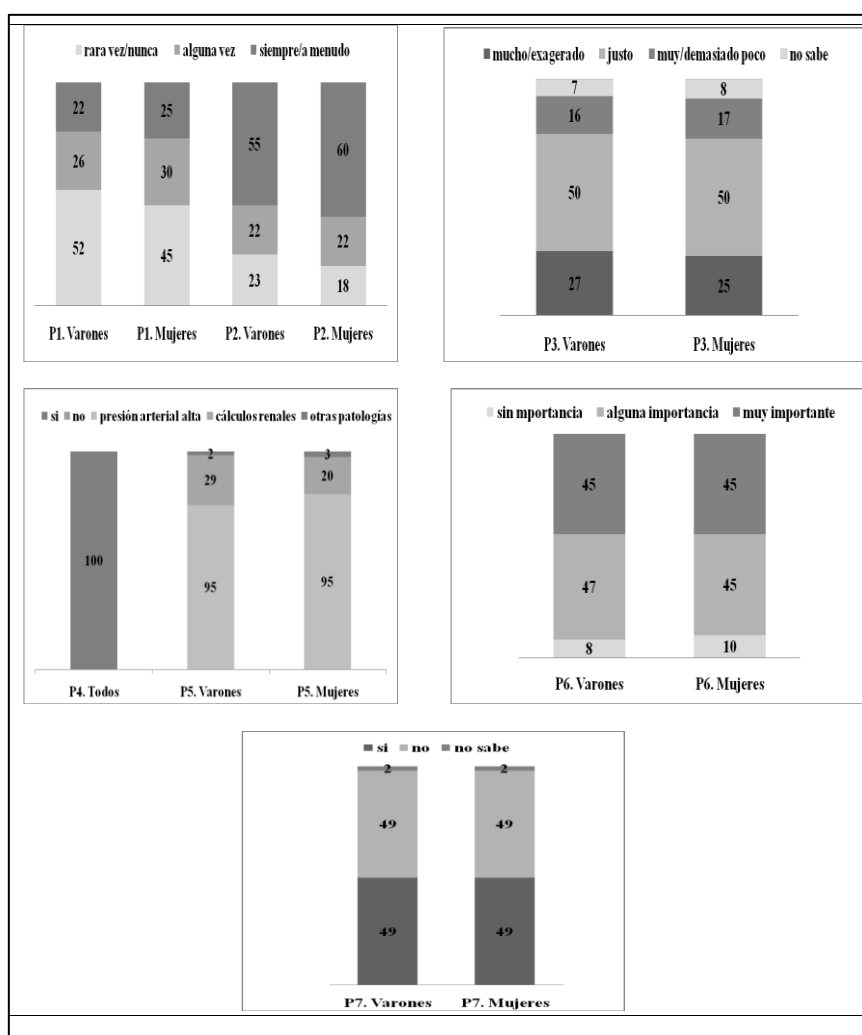 ■ rara vez/nunca ■ alguna vez ■ siempre/a menudo
22 25 55 60
26 30 22 22
52 45 23 18
P1. Varones P1. Mujeres P2. Varones P2. Mujeres
■ mucho/exagerado ■ justo ■ muy/demasiado poco ■ no sabe
7 8
16 17
50 50
27 25
P3. Varones P3. Mujeres
■ si ■ no ■ presión arterial alta ■ cálculos renales ■ otras patologías
2 3
29 20
100 95 95
P4. Todos P5. Varones P5. Mujeres
■ sin mportancia ■ alguna importancia ■ muy importante
45 45
47 45
8 10
P6. Varones P6. Mujeres
■ si ■ no ■ no sabe
2 2
49 49
49 49
P7. Varones P7. Mujeres